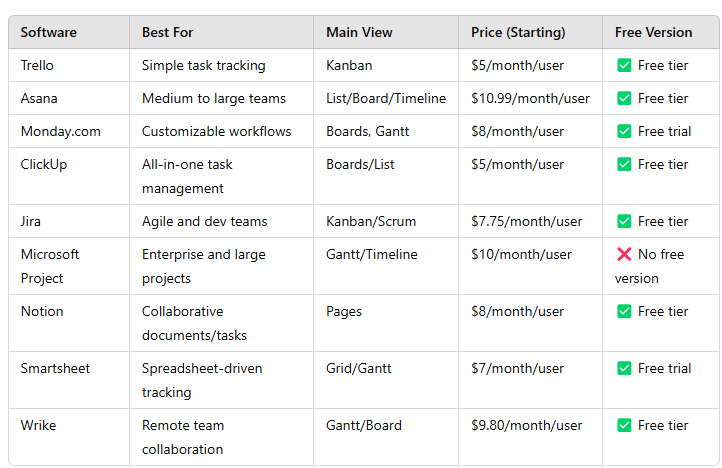 Software Best For Main View Price (Starting) Free Version
Trello Simple task tracking Kanban $5/month/user ✅ Free tier
Asana Medium to large teams List/Board/Timeline $10.99/month/user ✅ Free tier
Monday.com Customizable workflows Boards, Gantt $8/month/user ✅ Free trial
ClickUp All-in-one task Boards/List $5/month/user ✅ Free tier
management
Jira Agile and dev teams Kanban/Scrum $7.75/month/user ✅ Free tier
Microsoft Enterprise and large Gantt/Timeline $10/month/user ❌ No free
Project projects version
Notion Collaborative Pages $8/month/user ✅ Free tier
documents/tasks
Smartsheet Spreadsheet-driven Grid/Gantt $7/month/user ✅ Free trial
tracking
Wrike Remote team Gantt/Board $9.80/month/user ✅ Free tier
collaboration